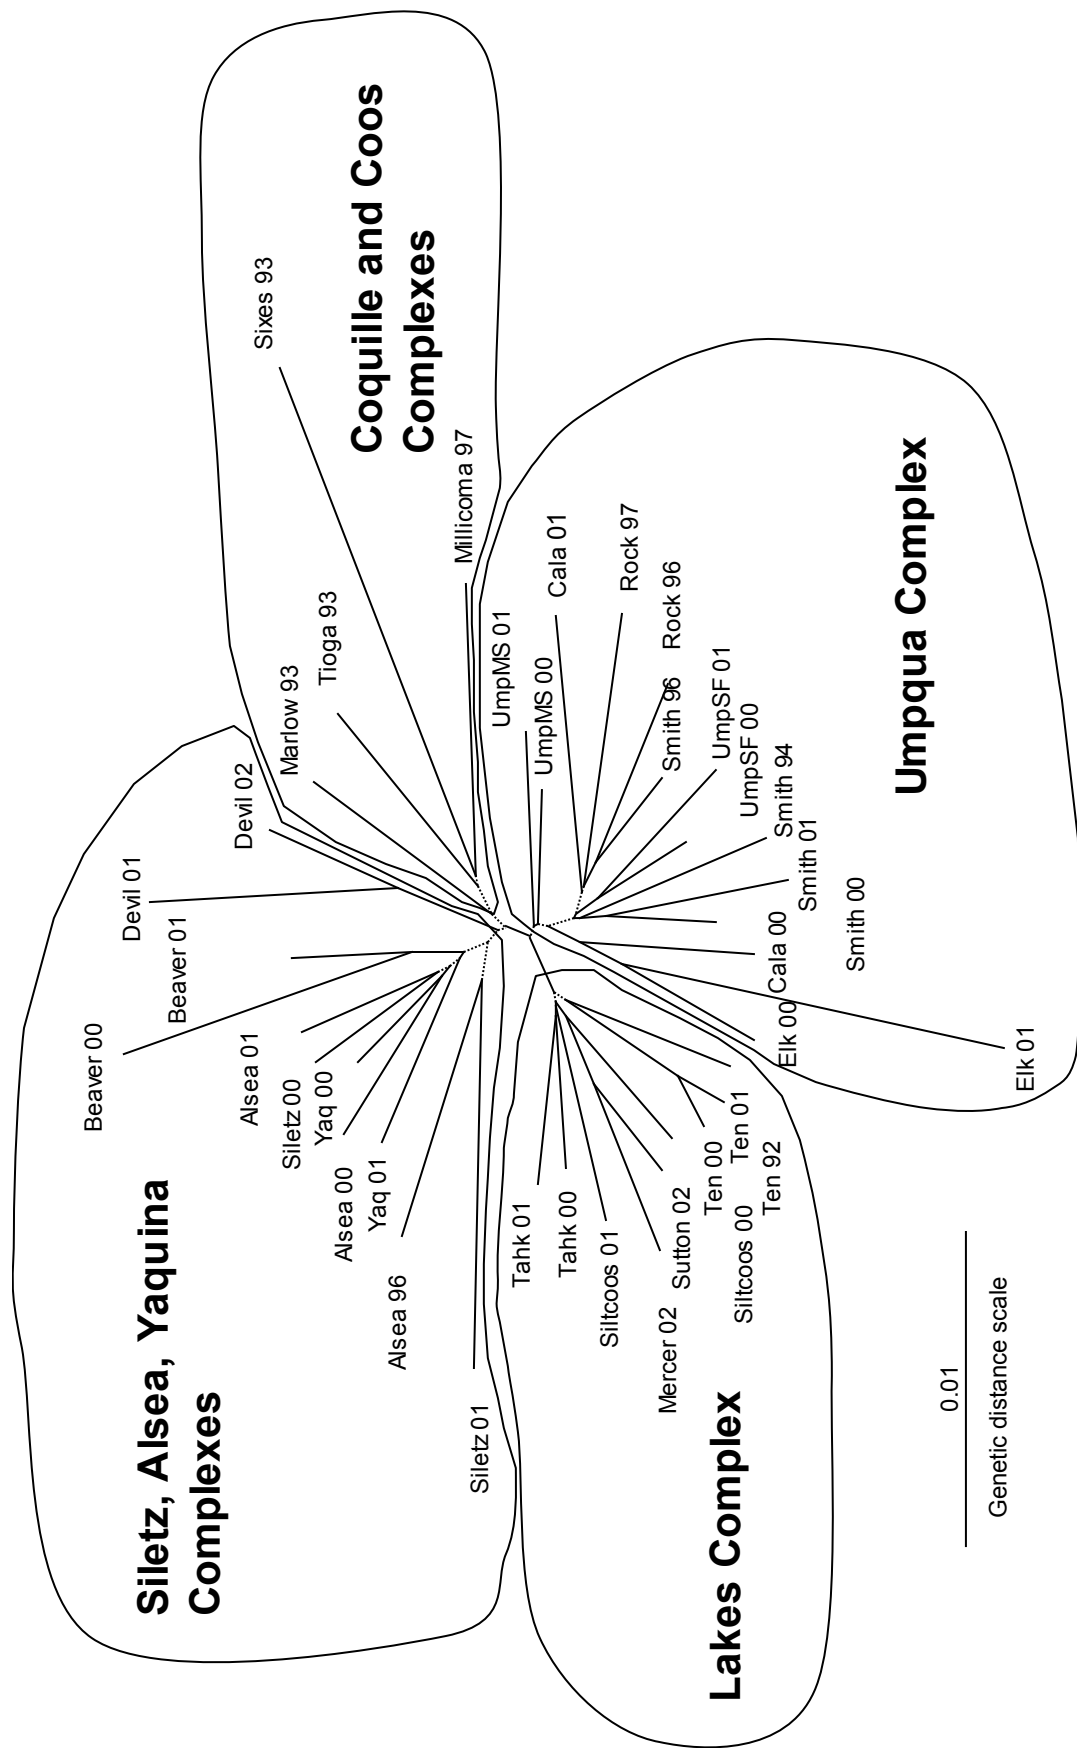 Siletz, Alsea, Yaquina
Complexes
Beaver 00
Devil 01
Beaver 01
Devil 02
Alsea 01
Siletz 00
Yaq 00
Alsea 00
Yaq 01
Alsea 96
Siletz 01
Coquille and Coos
Complexes
Sixes 93
Marlow 93
Tioga 93
Millicoma 97
Lakes Complex
Tahk 01
Tahk 00
Siltcoos 01
Mercer 02
Sutton 02
Ten 00
Ten 01
Siltcoos 00
Ten 92
Umpqua Complex
UmpMS 01
UmpMS 00
Cala 01
Rock 97
Rock 96
Smith 96
UmpSF 01
UmpSF 00
Smith 94
Smith 01
Smith 00
Cala 00
Elk 00
Elk 01
0.01
Genetic distance scale